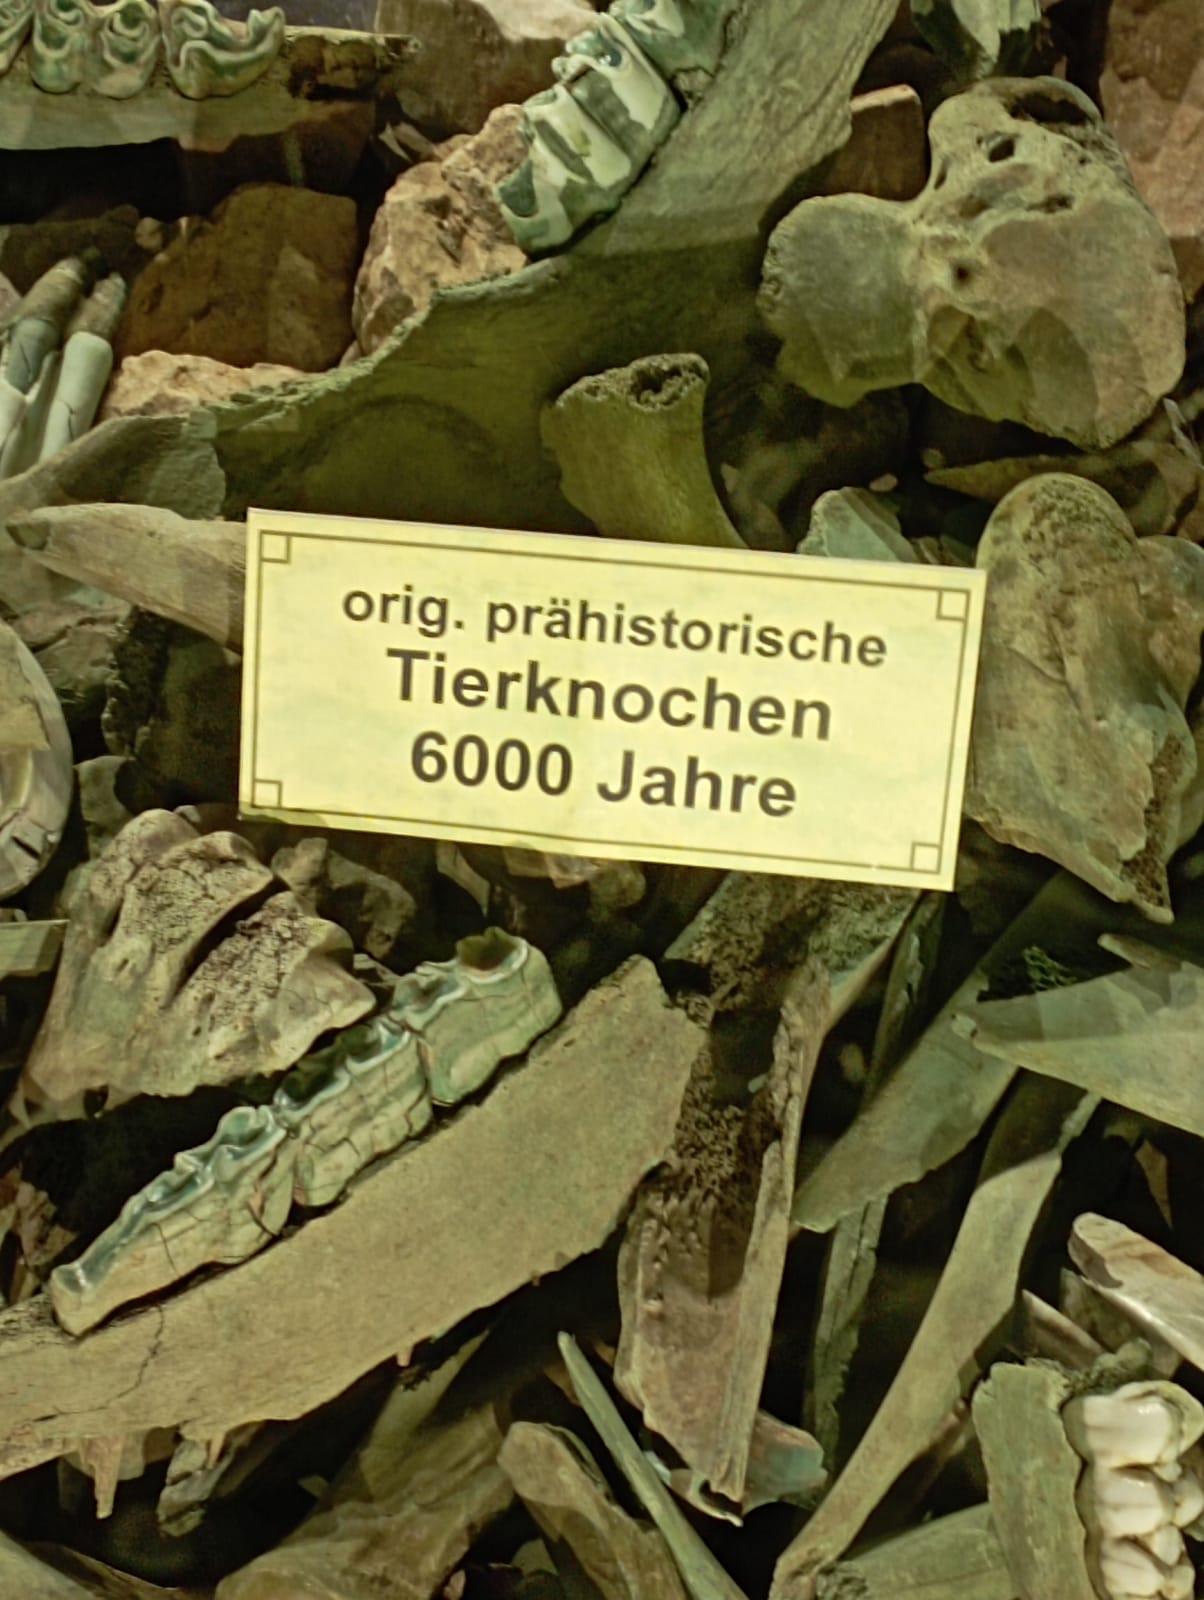 orig. prähistorische
Tierknochen
6000 Jahre